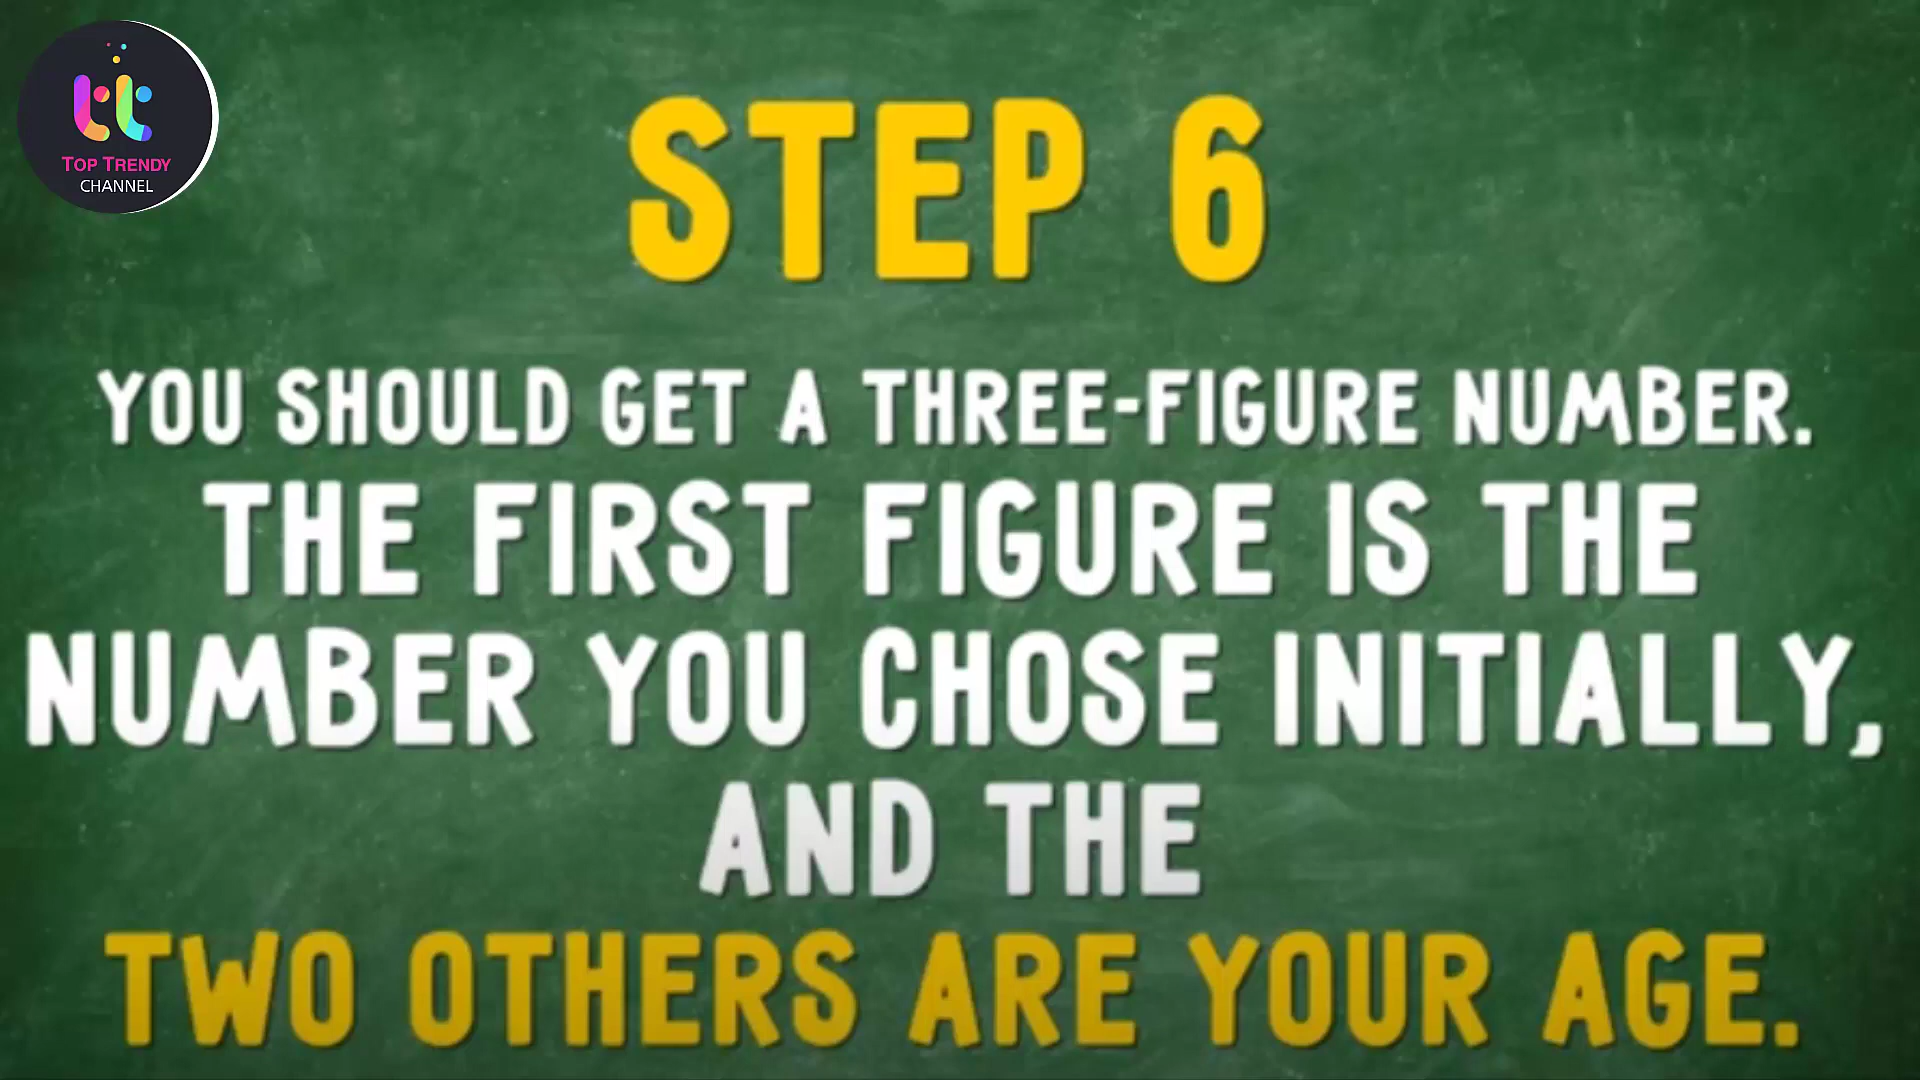 TOP TRENDY
CHANNEL
STEP 6
YOU SHOULD GET A THREE-FIGURE NUMBER.
THE FIRST FIGURE IS THE
NUMBER YOU CHOSE INITIALLY,
AND THE
TWO OTHERS ARE YOUR AGE.